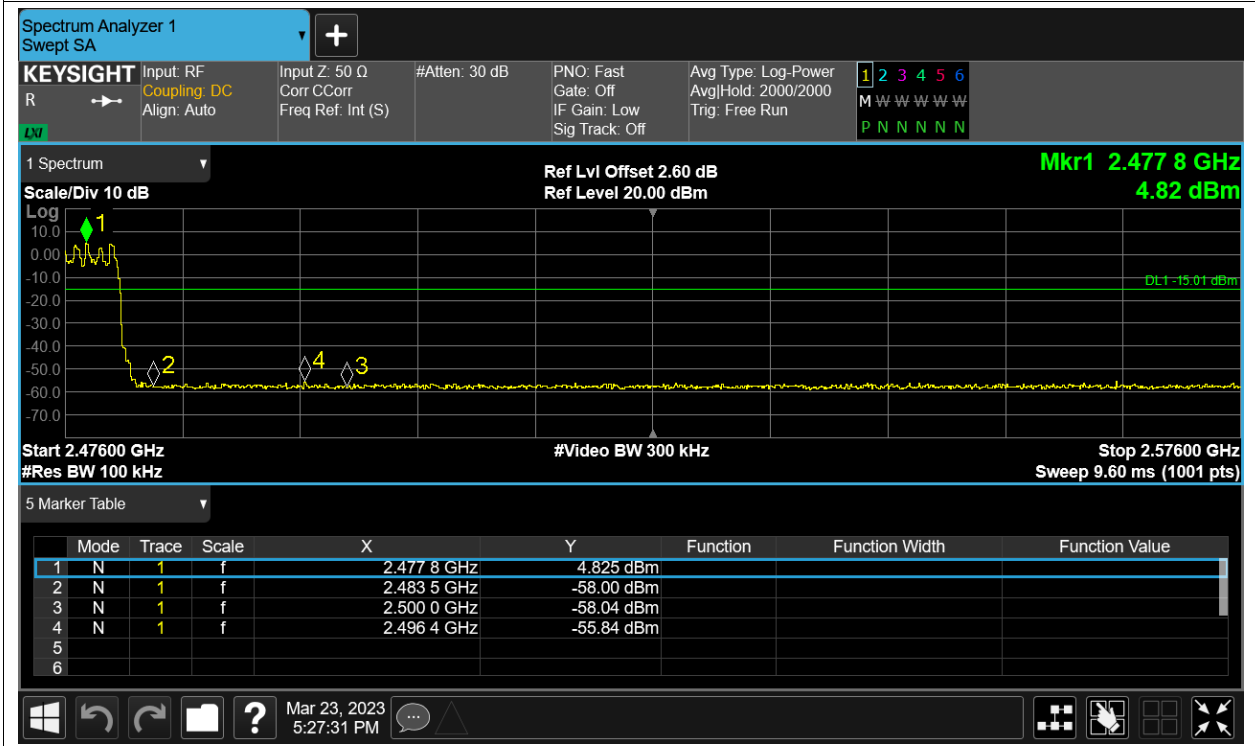 Spectrum Analyzer 1
Swept SA
+
KEYSIGHT Input: RF Input Z: 50 Ω #Atten: 30 dB PNO: Fast Avg Type: Log-Power 1 2 3 4 5 6
R Coupling: DC Corr CCorr Gate: Off Avg|Hold: 2000/2000 M W W W W W
Align: Auto Freq Ref: Int (S) IF Gain: Low Trig: Free Run
LXI Sig Track: Off P N N N N N
1 Spectrum Ref Lvl Offset 2.60 dB Mkr1 2.477 8 GHz
Scale/Div 10 dB Ref Level 20.00 dBm 4.82 dBm
Log
1
10.0
0.00
-10.0
DL1 -15.01 dBm
-20.0
-30.0
-40.0
2 4 3
-50.0
-60.0
-70.0
Start 2.47600 GHz #Video BW 300 kHz Stop 2.57600 GHz
#Res BW 100 kHz Sweep 9.60 ms (1001 pts)
5 Marker Table
Mode Trace Scale X Y Function Function Width Function Value
1 N 1 f 2.477 8 GHz 4.825 dBm
2 N 1 f 2.483 5 GHz -58.00 dBm
3 N 1 f 2.500 0 GHz -58.04 dBm
4 N 1 f 2.496 4 GHz -55.84 dBm
5
6
? Mar 23, 2023
5:27:31 PM